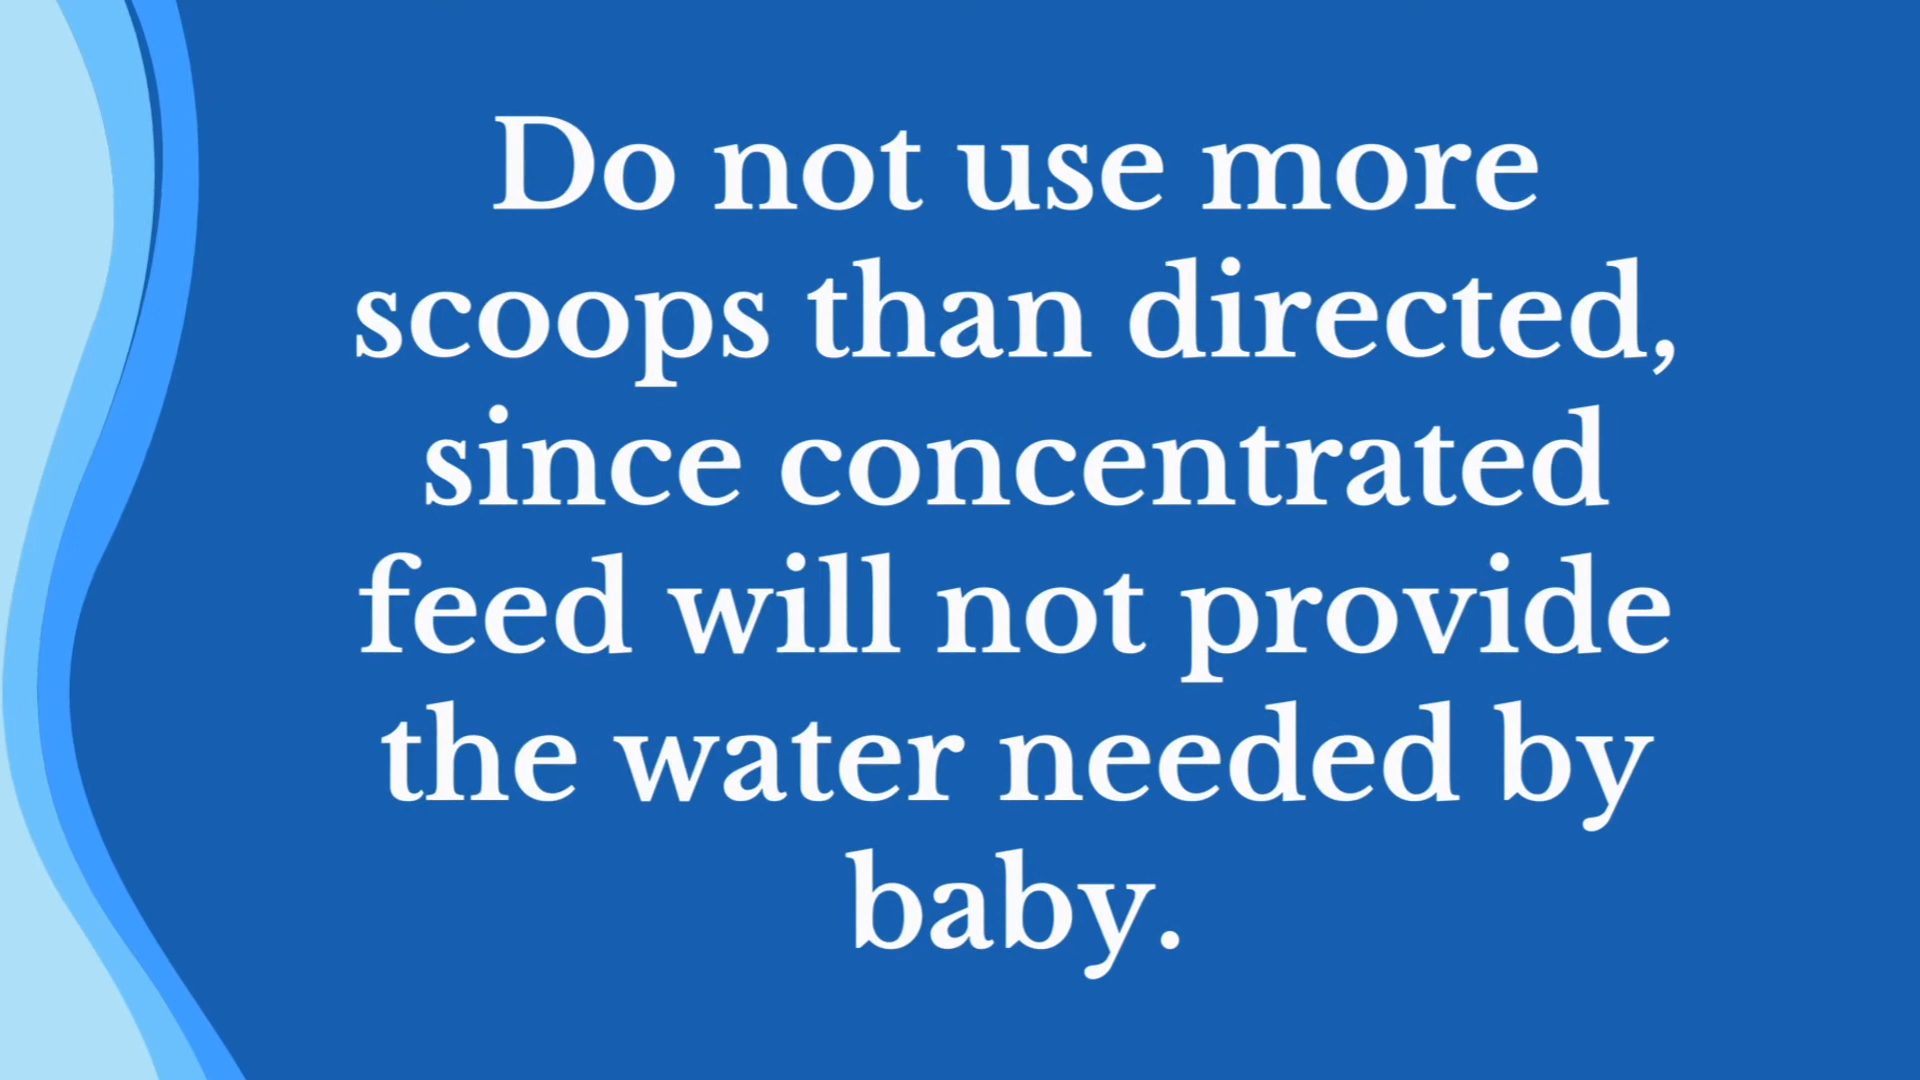 Do not use more
scoops than directed,
since concentrated
feed will not provide
the water needed by
baby.